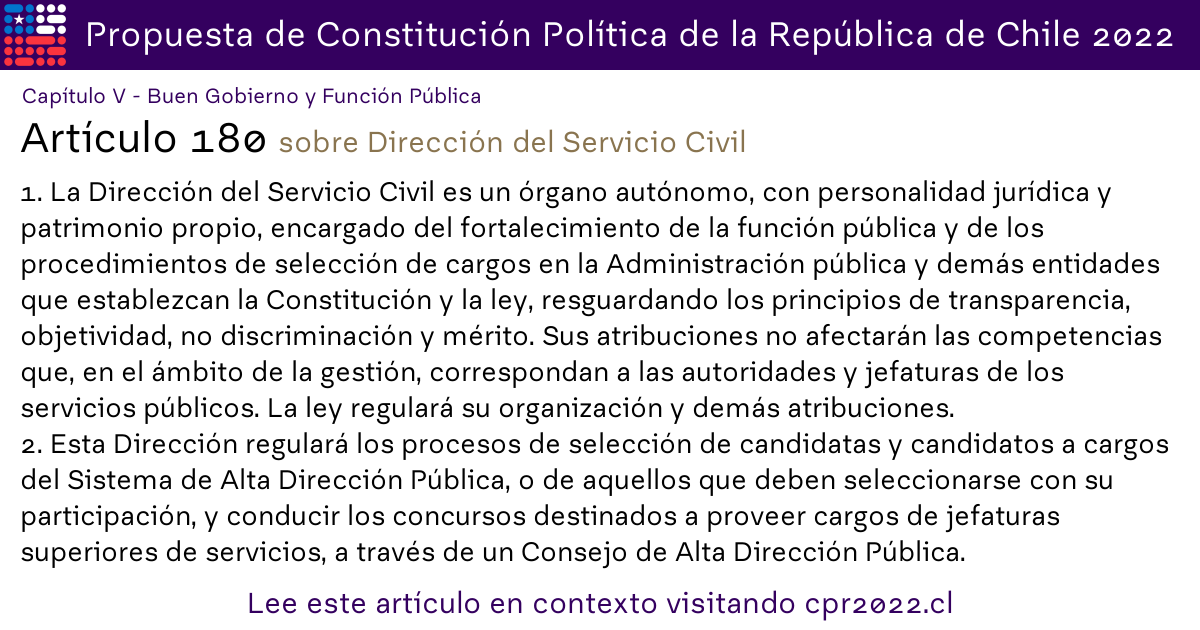 Propuesta de Constitución Política de la República de Chile 2022
Capítulo V - Buen Gobierno y Función Pública
Artículo 180 sobre Dirección del Servicio Civil
1. La Dirección del Servicio Civil es un órgano autónomo, con personalidad jurídica y
patrimonio propio, encargado del fortalecimiento de la función pública y de los
procedimientos de selección de cargos en la Administración pública y demás entidades
que establezcan la Constitución y la ley, resguardando los principios de transparencia,
objetividad, no discriminación y mérito. Sus atribuciones no afectarán las competencias
que, en el ámbito de la gestión, correspondan a las autoridades y jefaturas de los
servicios públicos. La ley regulará su organización y demás atribuciones.
2. Esta Dirección regulará los procesos de selección de candidatas y candidatos a cargos
del Sistema de Alta Dirección Pública, o de aquellos que deben seleccionarse con su
participación, y conducir los concursos destinados a proveer cargos de jefaturas
superiores de servicios, a través de un Consejo de Alta Dirección Pública.
Lee este artículo en contexto visitando cpr2022.cl